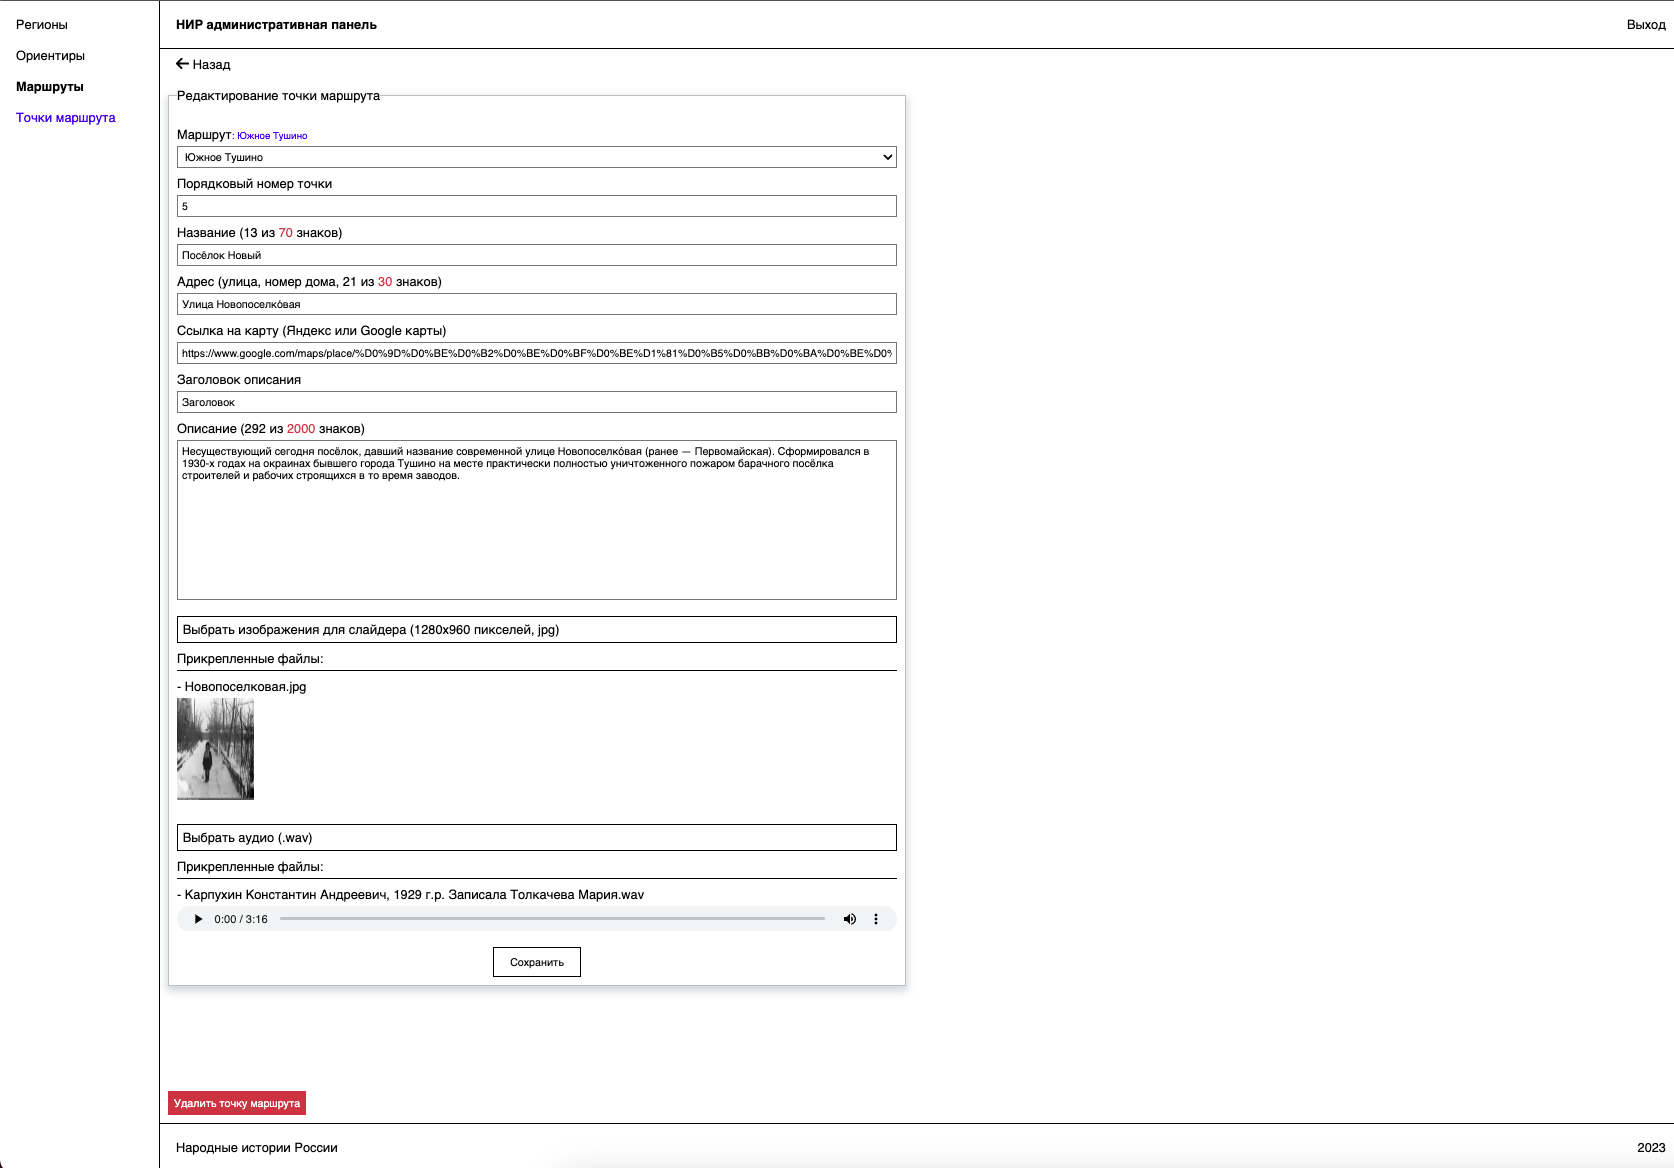 Регионы
Ориентиры
Маршруты
Точки маршрута
НИР административная панель
Выход
Назад
Редактирование точки маршрута
Маршрут: Южное Тушино
Южное Тушино
Порядковый номер точки
5
Название (13 из 70 знаков)
Посёлок Новый
Адрес (улица, номер дома, 21 из 30 знаков)
Улица Новопоселко́вая
Ссылка на карту (Яндекс или Google карты)
https://www.google.com/maps/place/%D0%9D%D0%BE%D0%B2%D0%BE%D0%BF%D0%BE%D1%81%D0%B5%D0%BB%D0%BA%D0%BE%D0%
Заголовок описания
Заголовок
Описание (292 из 2000 знаков)
Несуществующий сегодня посёлок, давший название современной улице Новопоселко́вая (ранее — Первомайская). Сформировался в
1930-х годах на окраинах бывшего города Тушино на месте практически полностью уничтоженного пожаром барачного посёлка
строителей и рабочих строящихся в то время заводов.
Выбрать изображения для слайдера (1280x960 пикселей, jpg)
Прикрепленные файлы:
- Новопоселковая.jpg
Выбрать аудио (.wav)
Прикрепленные файлы:
- Карпухин Константин Андреевич, 1929 г.р. Записала Толкачева Мария.wav
0:00 / 3:16
Сохранить
Удалить точку маршрута
Народные истории России
2023